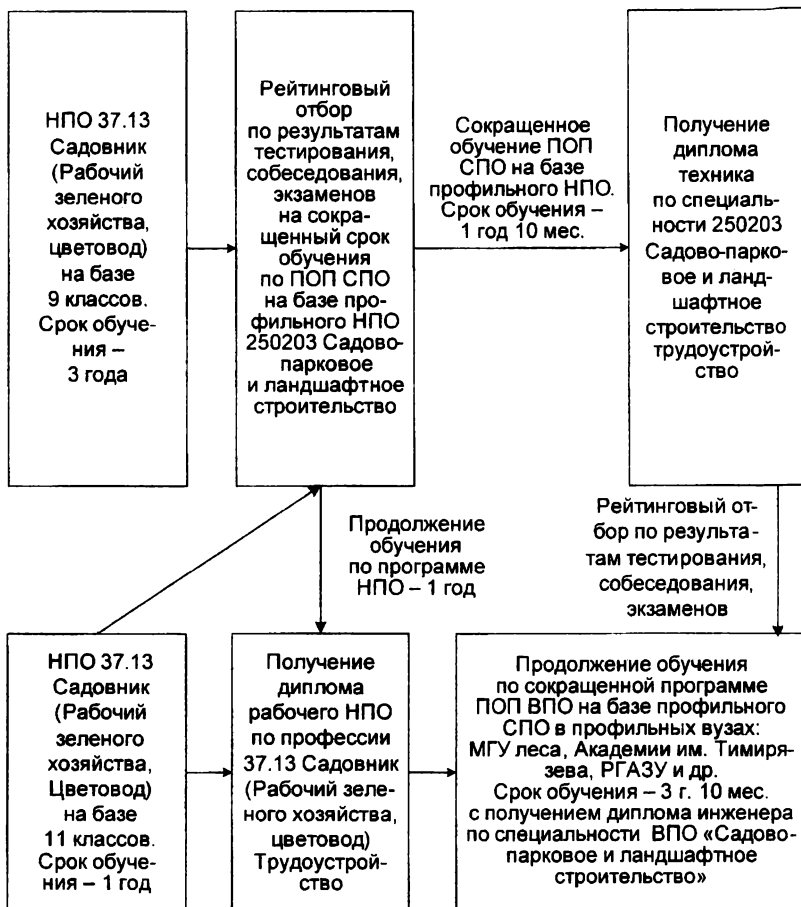 НПО 37.13
Садовник
(Рабочий
зеленого
хозяйства,
цветовод)
на базе
9 классов.
Срок обуче-
ния –
3 года
Рейтинговый
отбор
по результатам
тестирования,
собеседования,
экзаменов
на сокра-
щенный срок
обучения
по ПОП СПО
на базе про-
фильного НПО
250203 Садово-
парковое
и ландшафтное
строительство
Сокращенное
обучение ПОП
СПО на базе
профильного НПО.
Срок обучения –
1 год 10 мес.
Получение
диплома
техника
по специаль-
ности 250203
Садово-парко-
вое и ланд-
шафтное
строительство
трудоустрой-
ство
Продолжение
обучения
по программе
НПО – 1 год
Рейтинговый от-
бор по результа-
там тестирования,
собеседования,
экзаменов
НПО 37.13
Садовник
(Рабочий
зеленого
хозяйства,
Цветовод)
на базе
11 классов.
Срок обуче-
ния – 1 год
Получение
диплома
рабочего НПО
по профессии
37.13 Садовник
(Рабочий зеле-
ного хозяйства,
цветовод)
Трудоустрой-
ство
Продолжение обучения
по сокращенной программе
ПОП ВПО на базе профильного
СПО в профильных вузах:
МГУ леса, Академии им. Тимиря-
зева, РГАЗУ и др.
Срок обучения – 3 г. 10 мес.
с получением диплома инженера
по специальности ВПО «Садово-
парковое и ландшафтное
строительство»